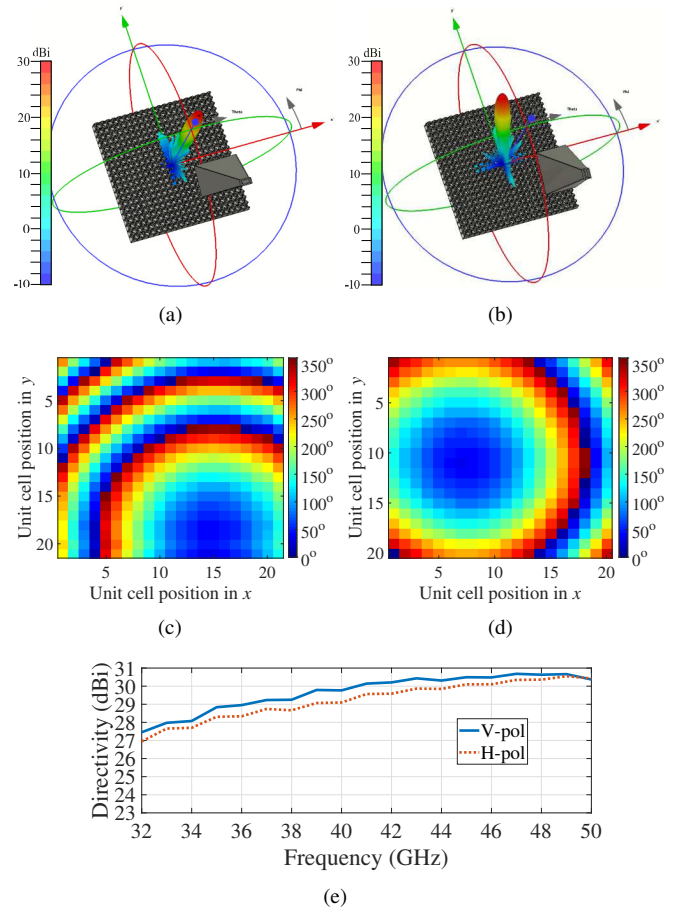 dBi
30
20
10
0
-10
y'
Theta
Phi
x'
(a)
dBi
30
20
10
0
-10
y'
Theta
Phi
x'
(b)
Unit cell position in y
5
10
15
20
5 10 15 20
Unit cell position in x
350°
300°
250°
200°
150°
100°
50°
0°
(c)
Unit cell position in y
5
10
15
20
5 10 15 20
Unit cell position in x
350°
300°
250°
200°
150°
100°
50°
0°
(d)
Directivity (dBi)
31
30
29
28
27
26
25
24
23
V-pol
H-pol
32 34 36 38 40 42 44 46 48 50
Frequency (GHz)
(e)